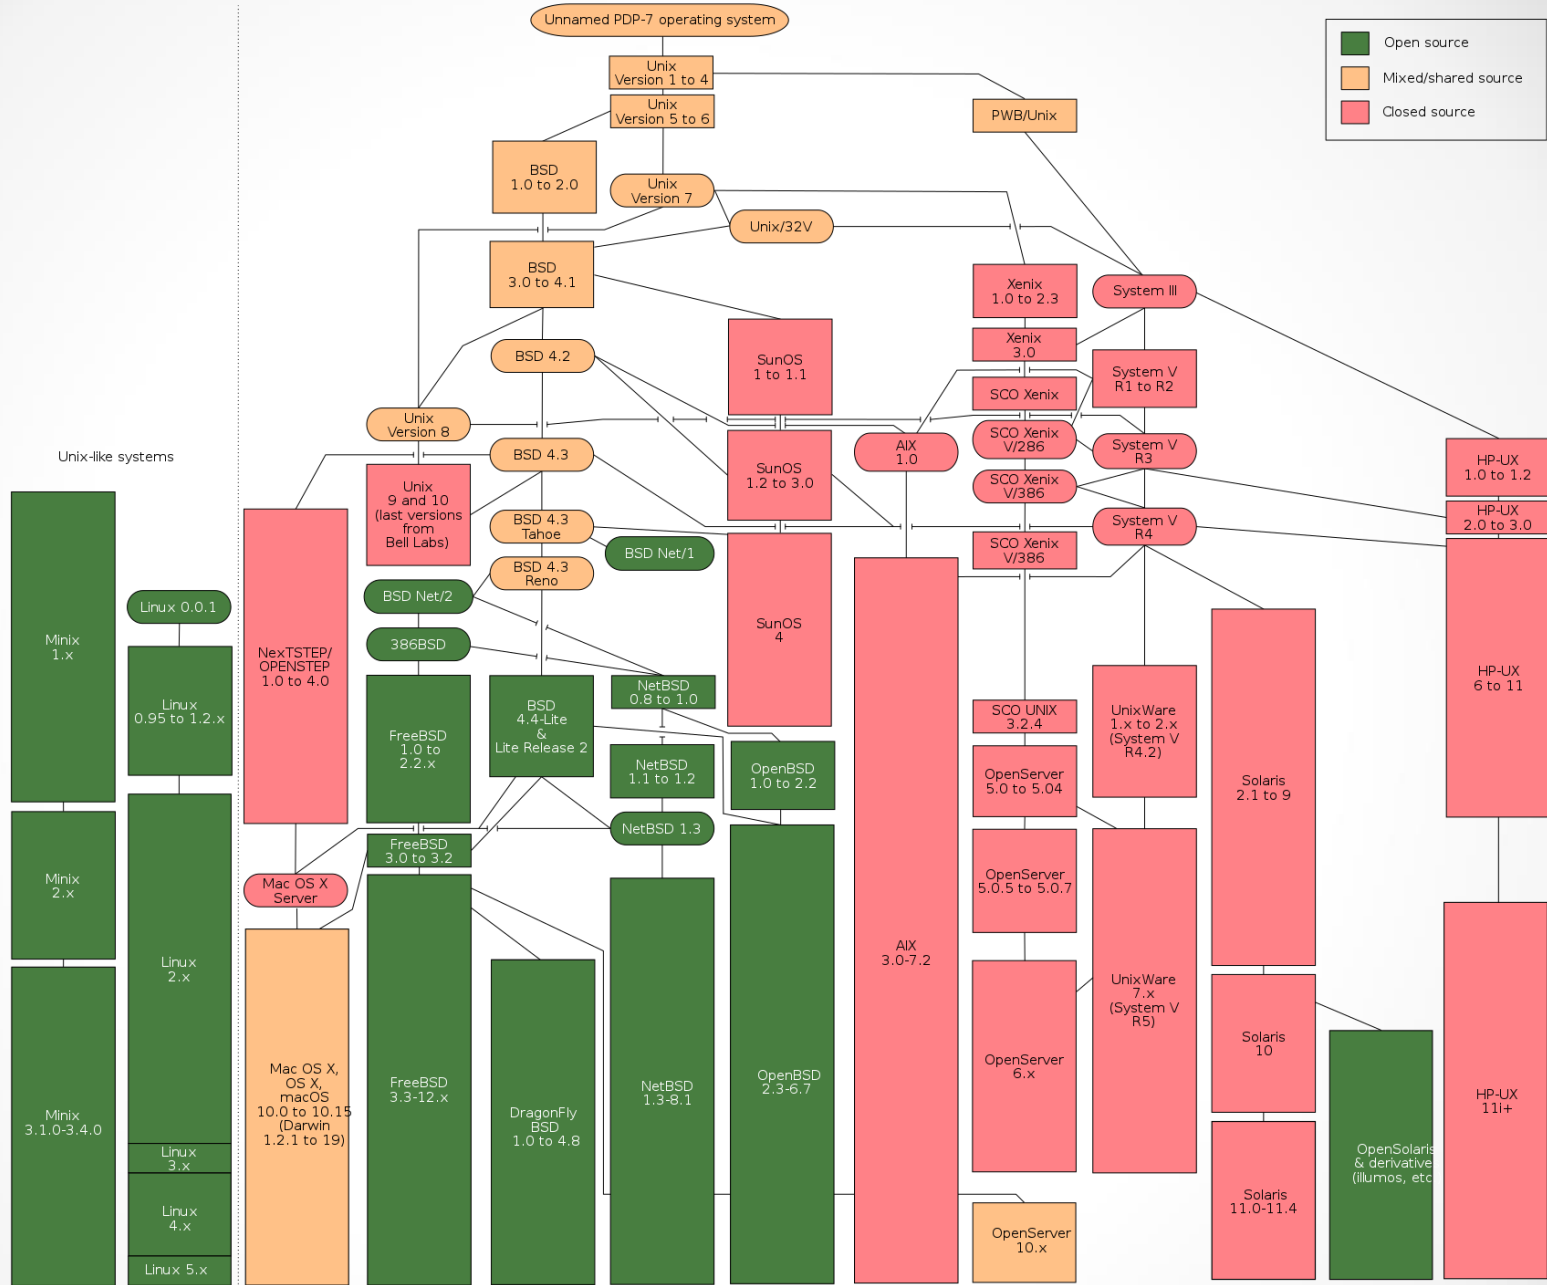 Unnamed PDP-7 operating system
Open source
Mixed/shared source
Closed source
Unix
Version 1 to 4
Unix
Version 5 to 6
PWB/Unix
BSD
1.0 to 2.0
Unix
Version 7
Unix/32V
BSD
3.0 to 4.1
Xenix
1.0 to 2.3
System III
Xenix
3.0
BSD 4.2
SunOS
1 to 1.1
System V
R1 to R2
SCO Xenix
Unix
Version 8
SCO Xenix
V/286
System V
R3
AIX
1.0
BSD 4.3
Unix-like systems
SunOS
1.2 to 3.0
HP-UX
1.0 to 1.2
SCO Xenix
V/386
Unix
9 and 10
(last versions
from
Bell Labs)
HP-UX
2.0 to 3.0
BSD 4.3
Tahoe
System V
R4
BSD Net/1
SCO Xenix
V/386
BSD 4.3
Reno
BSD Net/2
Linux 0.0.1
SunOS
4
386BSD
Minix
1.x
NexTSTEP/
OPENSTEP
1.0 to 4.0
HP-UX
6 to 11
NetBSD
0.8 to 1.0
Linux
0.95 to 1.2.x
BSD
4.4-Lite
&
Lite Release 2
SCO UNIX
3.2.4
UnixWare
1.x to 2.x
(System V
R4.2)
FreeBSD
1.0 to
2.2.x
NetBSD
1.1 to 1.2
OpenBSD
1.0 to 2.2
OpenServer
5.0 to 5.04
Solaris
2.1 to 9
NetBSD 1.3
FreeBSD
3.0 to 3.2
Minix
2.x
Mac OS X
Server
OpenServer
5.0.5 to 5.0.7
AIX
3.0-7.2
Linux
2.x
UnixWare
7.x
(System V
R5)
Solaris
10
OpenServer
6.x
Mac OS X,
OS X,
macOS
10.0 to 10.15
(Darwin
1.2.1 to 19)
FreeBSD
3.3-12.x
NetBSD
1.3-8.1
OpenBSD
2.3-6.7
HP-UX
11i+
Minix
3.1.0-3.4.0
DragonFly
BSD
1.0 to 4.8
Linux
3.x
OpenSolaris
& derivative
(illumos, etc
Linux
4.x
Solaris
11.0-11.4
OpenServer
10.x
Linux 5.x